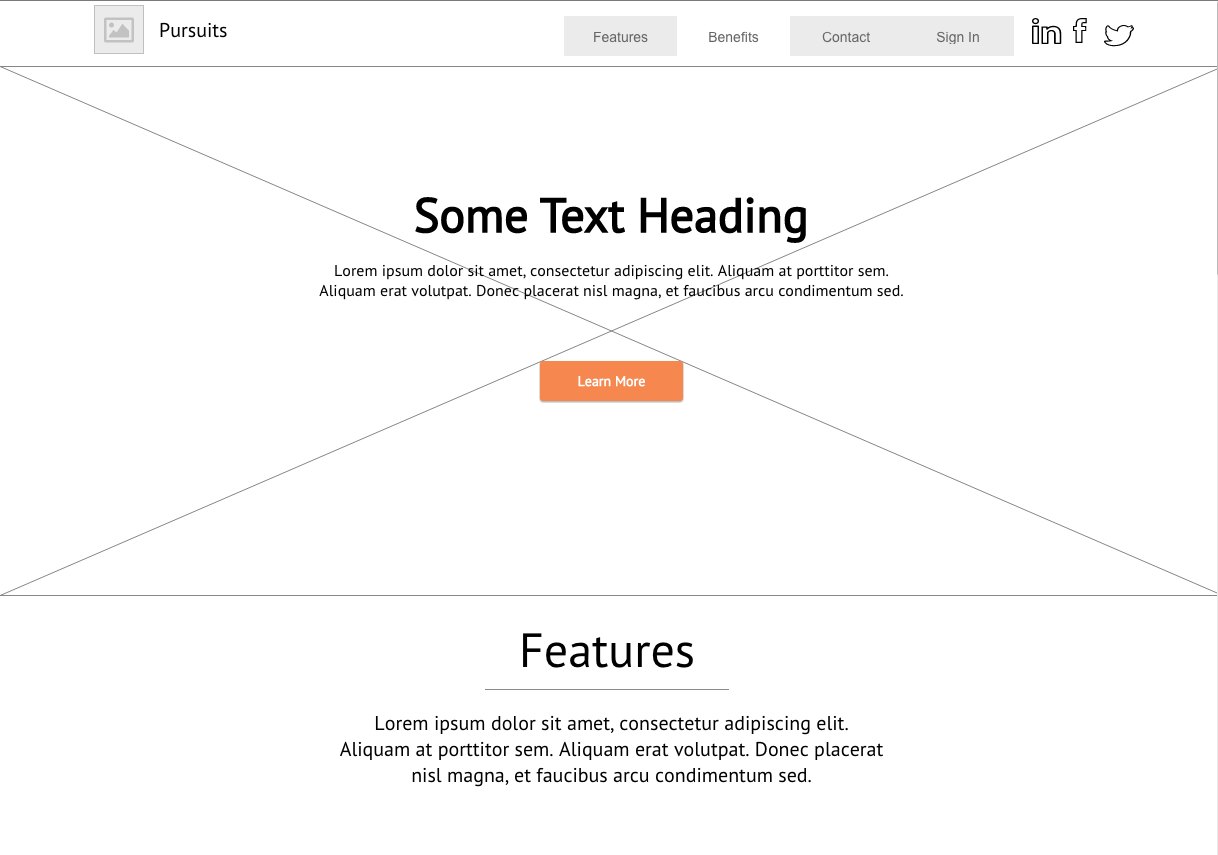 Pursuits
Features
Benefits
Contact
Sign In
Some Text Heading
Lorem ipsum dolor sit amet, consectetur adipiscing elit. Aliquam at porttitor sem.
Aliquam erat volutpat. Donec placerat nisl magna, et faucibus arcu condimentum sed.
Learn More
Features
Lorem ipsum dolor sit amet, consectetur adipiscing elit.
Aliquam at porttitor sem. Aliquam erat volutpat. Donec placerat
nisl magna, et faucibus arcu condimentum sed.